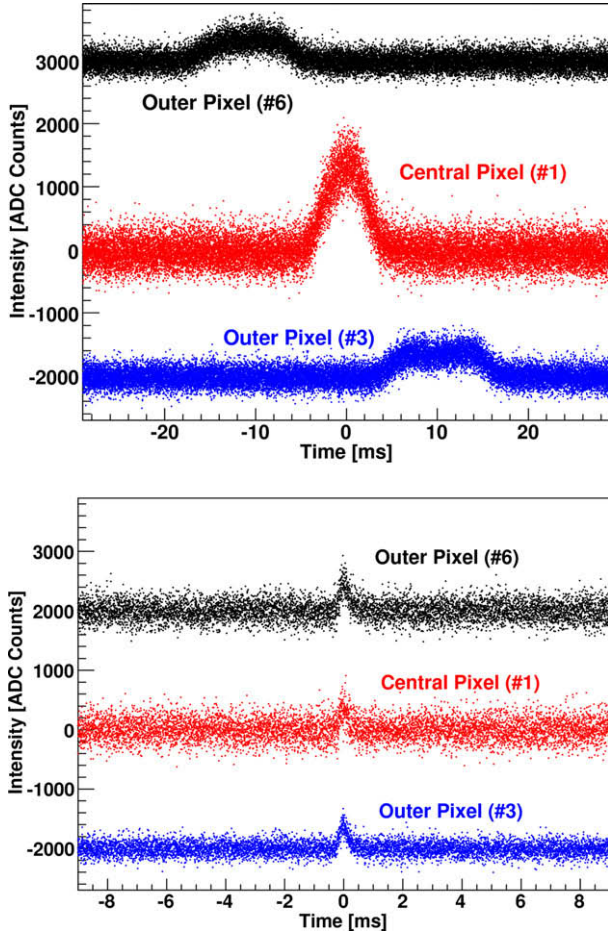 3000
Outer Pixel (#6)
2000
Central Pixel (#1)
1000
0
-1000
Outer Pixel (#3)
-2000
Intensity [ADC Counts]
-20 -10 0 10 20
Time [ms]
3000
Outer Pixel (#6)
2000
1000
Central Pixel (#1)
0
-1000
Outer Pixel (#3)
-2000
Intensity [ADC Counts]
-8 -6 -4 -2 0 2 4 6 8
Time [ms]